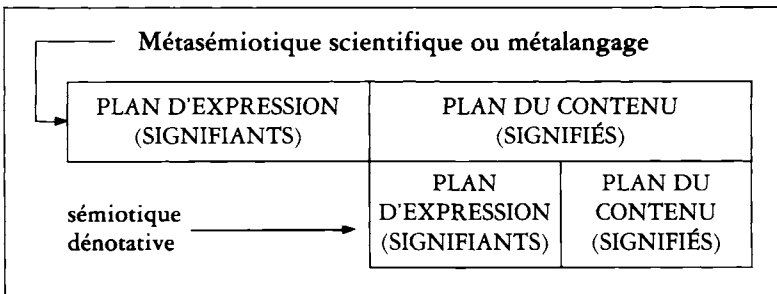 Métasémiotique scientifique ou métalangage
PLAN D'EXPRESSION
(SIGNIFIANTS)
PLAN DU CONTENU
(SIGNIFIÉS)
sémiotique
dénotative
PLAN
D'EXPRESSION
(SIGNIFIANTS)
PLAN DU
CONTENU
(SIGNIFIÉS)